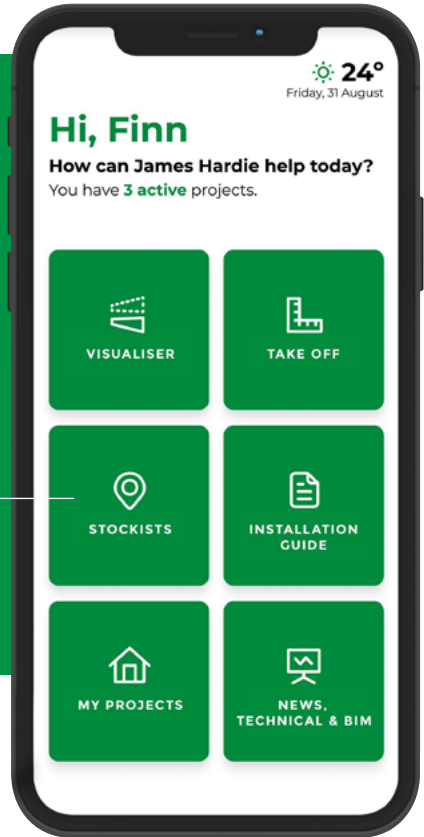 24°
Friday, 31 August
Hi, Finn
How can James Hardie help today?
You have 3 active projects.
VISUALISER
TAKE OFF
STOCKISTS
INSTALLATION
GUIDE
MY PROJECTS
NEWS,
TECHNICAL & BIM